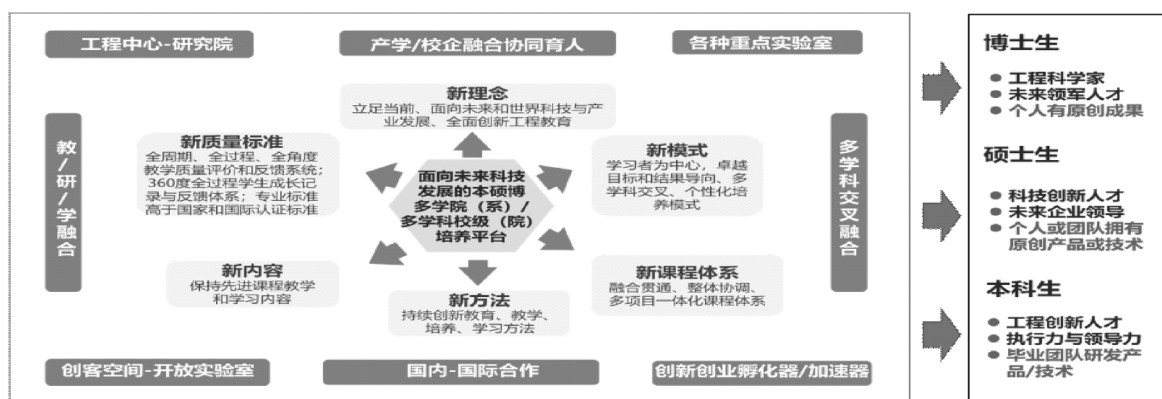 工程中心-研究院
产学/校企融合协同育人
各种重点实验室
教/研/学融合
新理念
立足当前、面向未来和世界科技与产
业发展、全面创新工程教育
新质量标准
全周期、全过程、全角度
教学质量评价和反馈系统;
360度全过程学生成长记
录与反馈体系；专业标准
高于国家和国际认证标准
面向未来科技
发展的本硕博
多学院（系）/
多学科校级（院）
培养平台
新模式
学习者为中心，卓越
目标和结果导向、多
学科交叉、个性化培
养模式
新内容
保持先进课程教学
和学习内容
新方法
持续创新教育、教学、
培养、学习方法
新课程体系
融合贯通、整体协调、
多项目一体化课程体系
多学科交叉融合
创客空间-开放实验室
国内-国际合作
创新创业孵化器/加速器
博士生
工程科学家
未来领军人才
个人有原创成果
硕士生
科技创新人才
未来企业领导
个人或团队拥有
原创产品或技术
本科生
工程创新人才
执行力与领导力
毕业团队研发产
品/技术